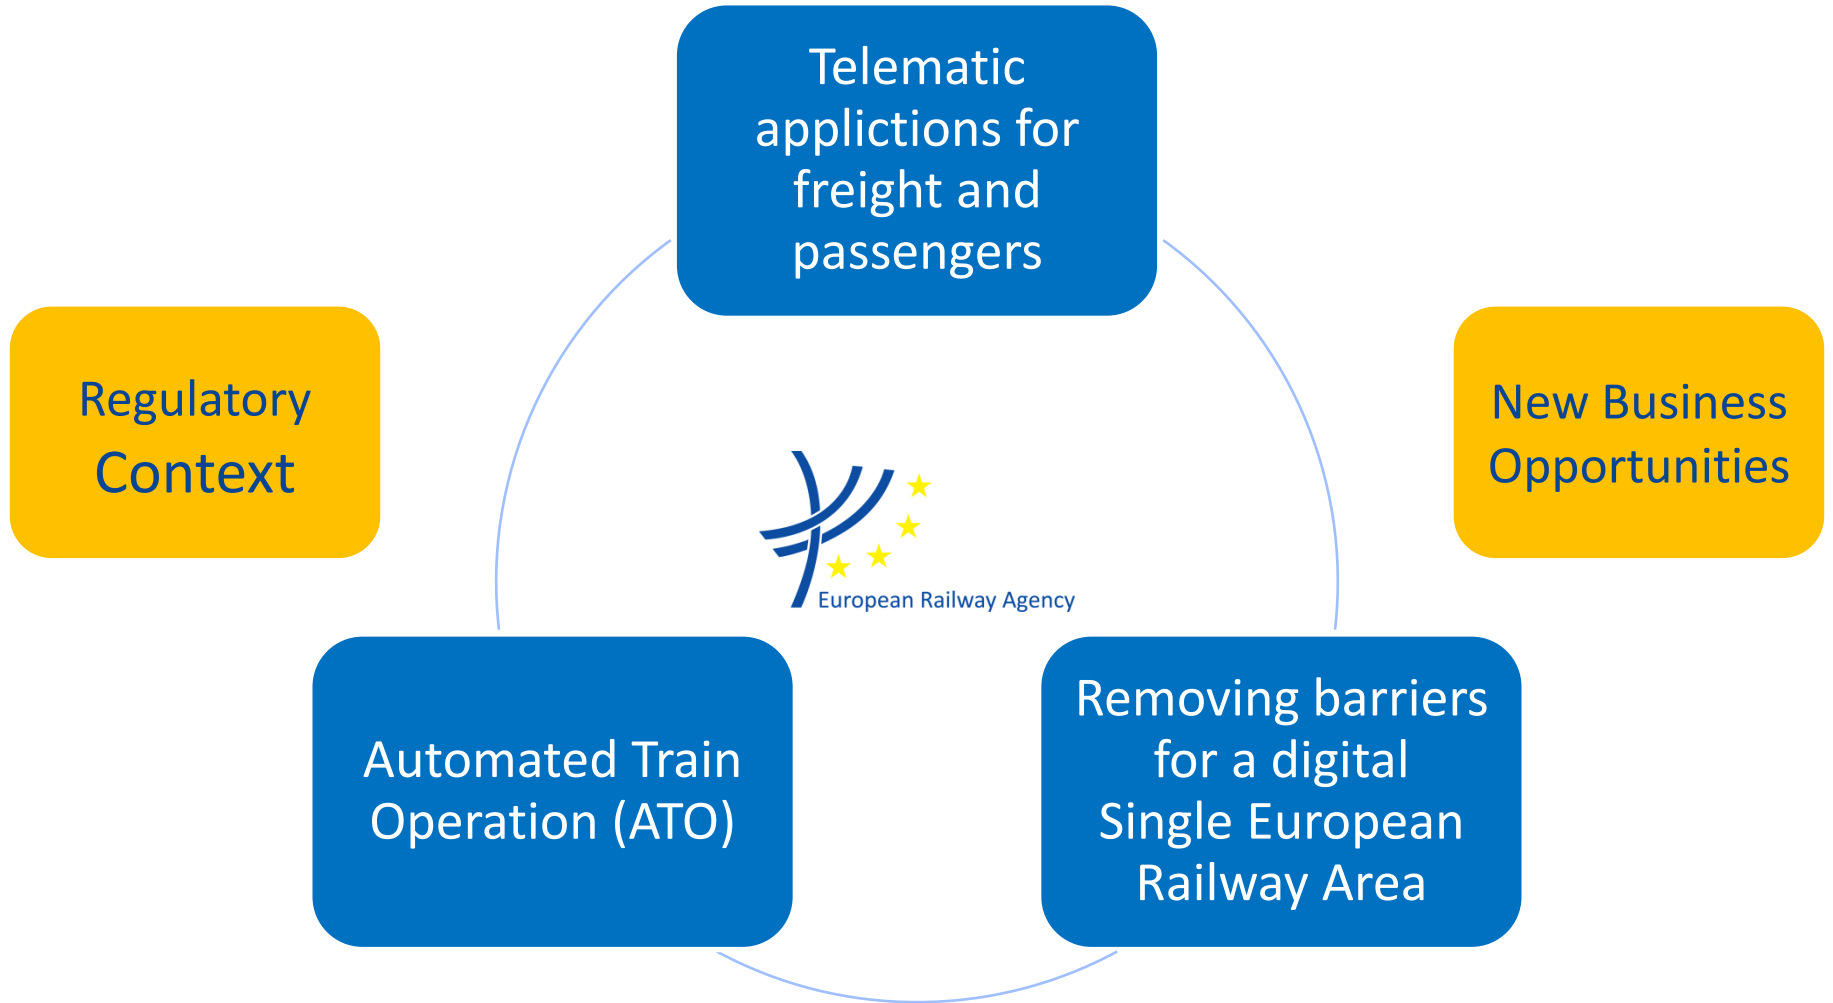 Telematic
applictions for
freight and
passengers
Regulatory
Context
New Business
Opportunities
European Railway Agency
Automated Train
Operation (ATO)
Removing barriers
for a digital
Single European
Railway Area